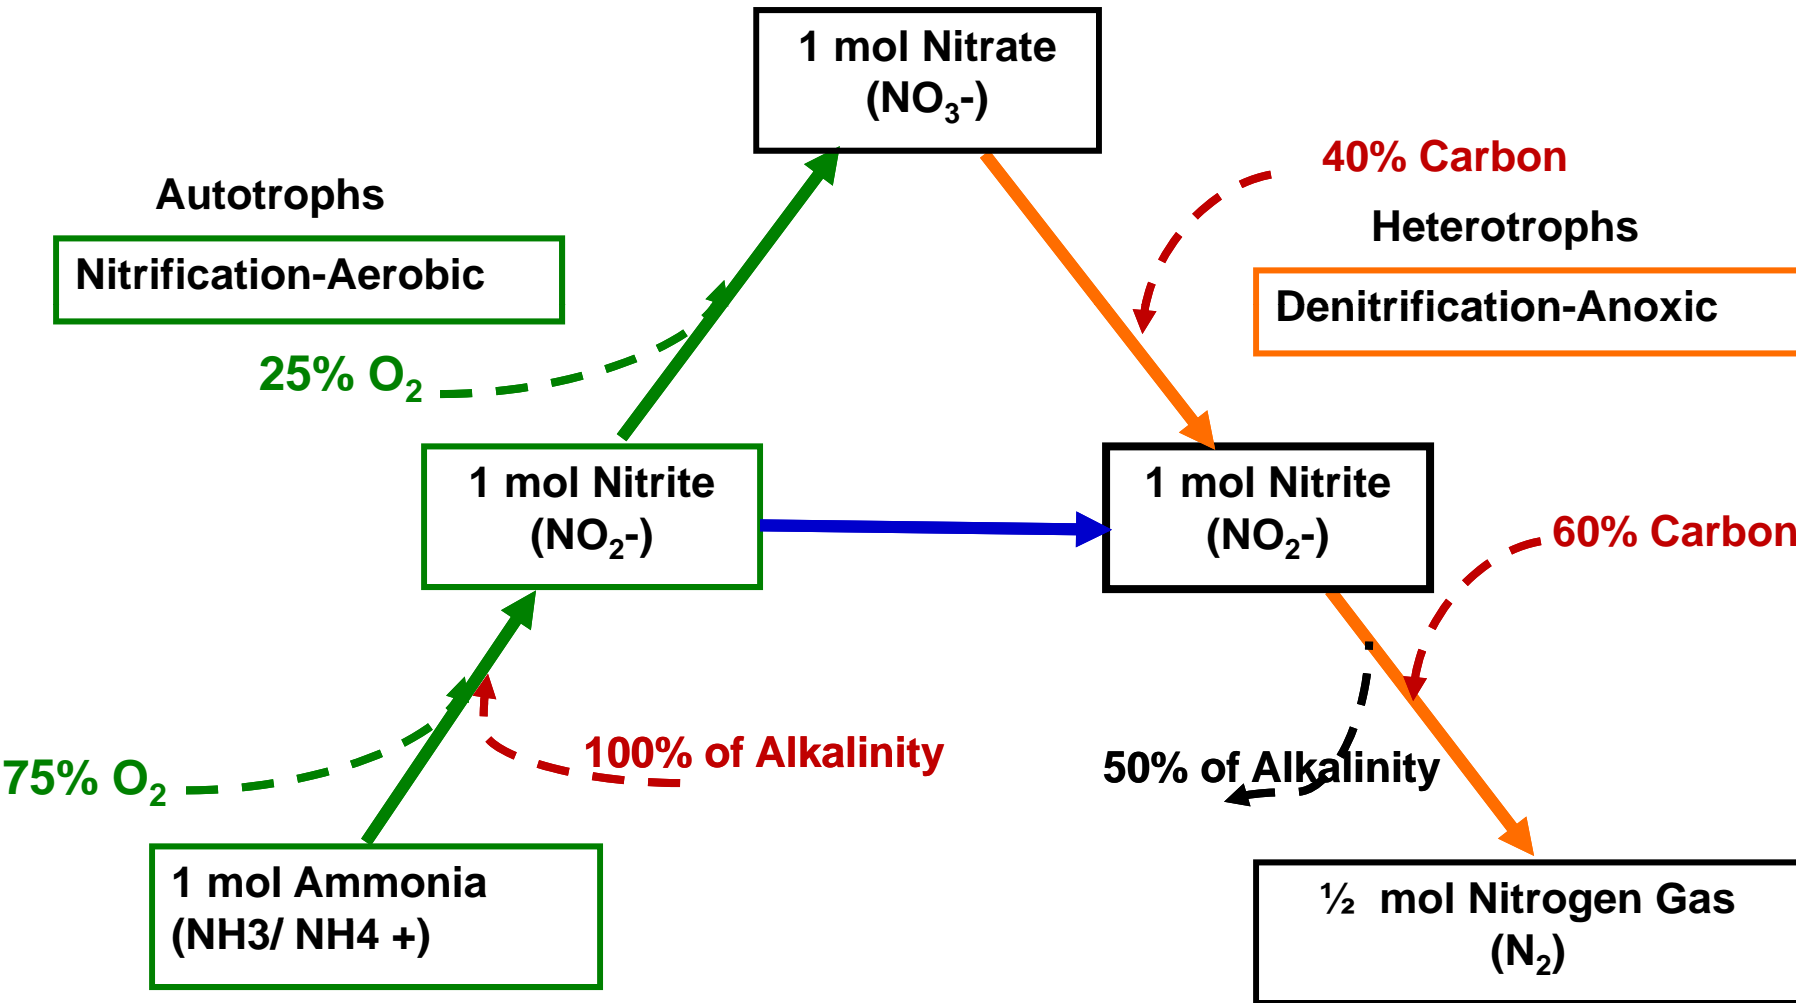 1 mol Nitrate
(NO₃-)
40% Carbon
Autotrophs
Heterotrophs
Nitrification-Aerobic
Denitrification-Anoxic
25% O₂
1 mol Nitrite
(NO₂-)
1 mol Nitrite
(NO₂-)
60% Carbon
100% of Alkalinity
50% of Alkalinity
75% O₂
1 mol Ammonia
(NH3/ NH4 +)
½ mol Nitrogen Gas
(N₂)